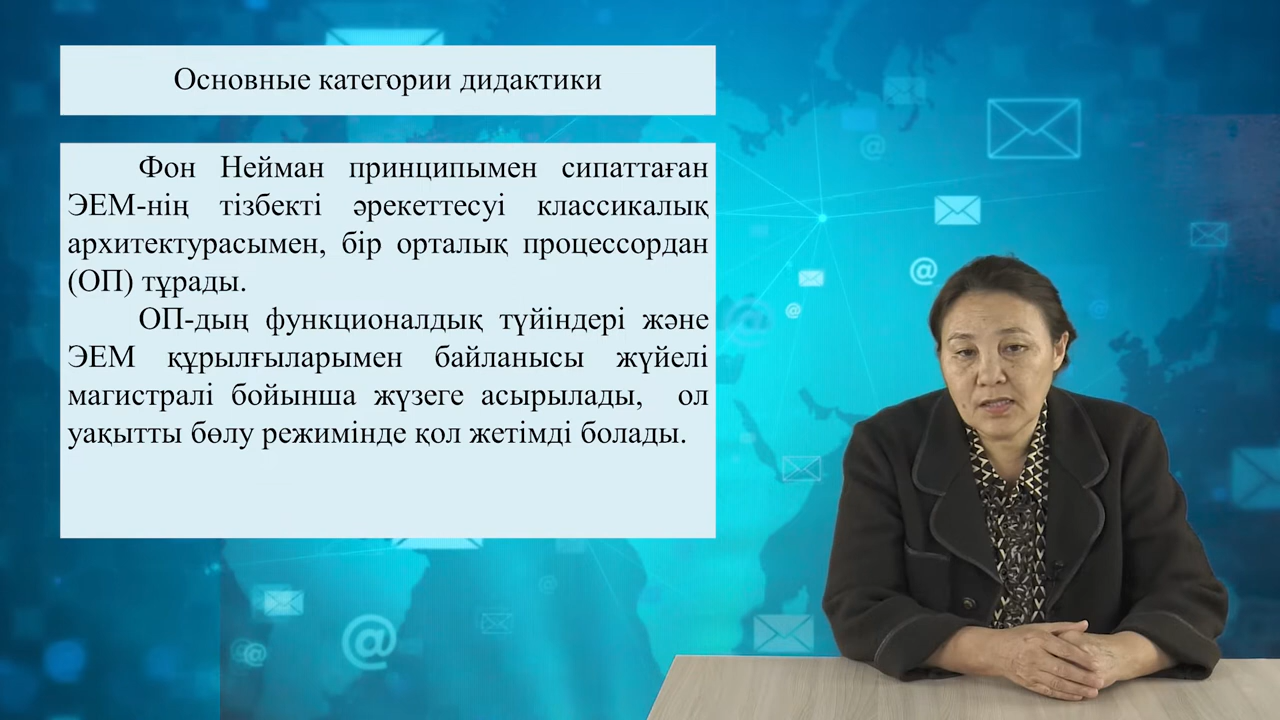 Основные категории дидактики
Фон Нейман принципымен сипаттаған
ЭЕМ-нің тізбекті әрекеттесуі классикалық
архитектурасымен, бір орталық процессордан
(ОП) тұрады.
ОП-дың функционалдық түйіндері және
ЭЕМ құрылғыларымен байланысы жүйелі
магистралі бойынша жүзеге асырылады, ол
уақытты бөлу режимінде қол жетімді болады.